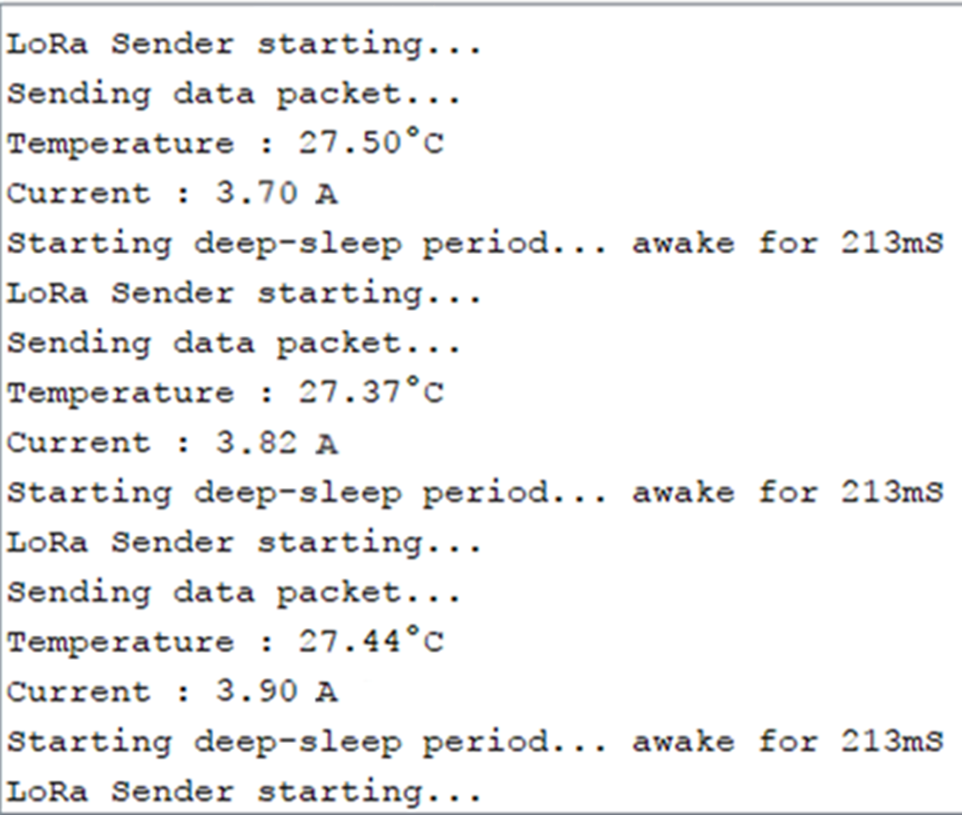 LoRa Sender starting...
Sending data packet...
Temperature : 27.50°C
Current : 3.70 A
Starting deep-sleep period... awake for 213mS
LoRa Sender starting...
Sending data packet...
Temperature : 27.37°C
Current : 3.82 A
Starting deep-sleep period... awake for 213mS
LoRa Sender starting...
Sending data packet...
Temperature : 27.44°C
Current : 3.90 A
Starting deep-sleep period... awake for 213mS
LoRa Sender starting...